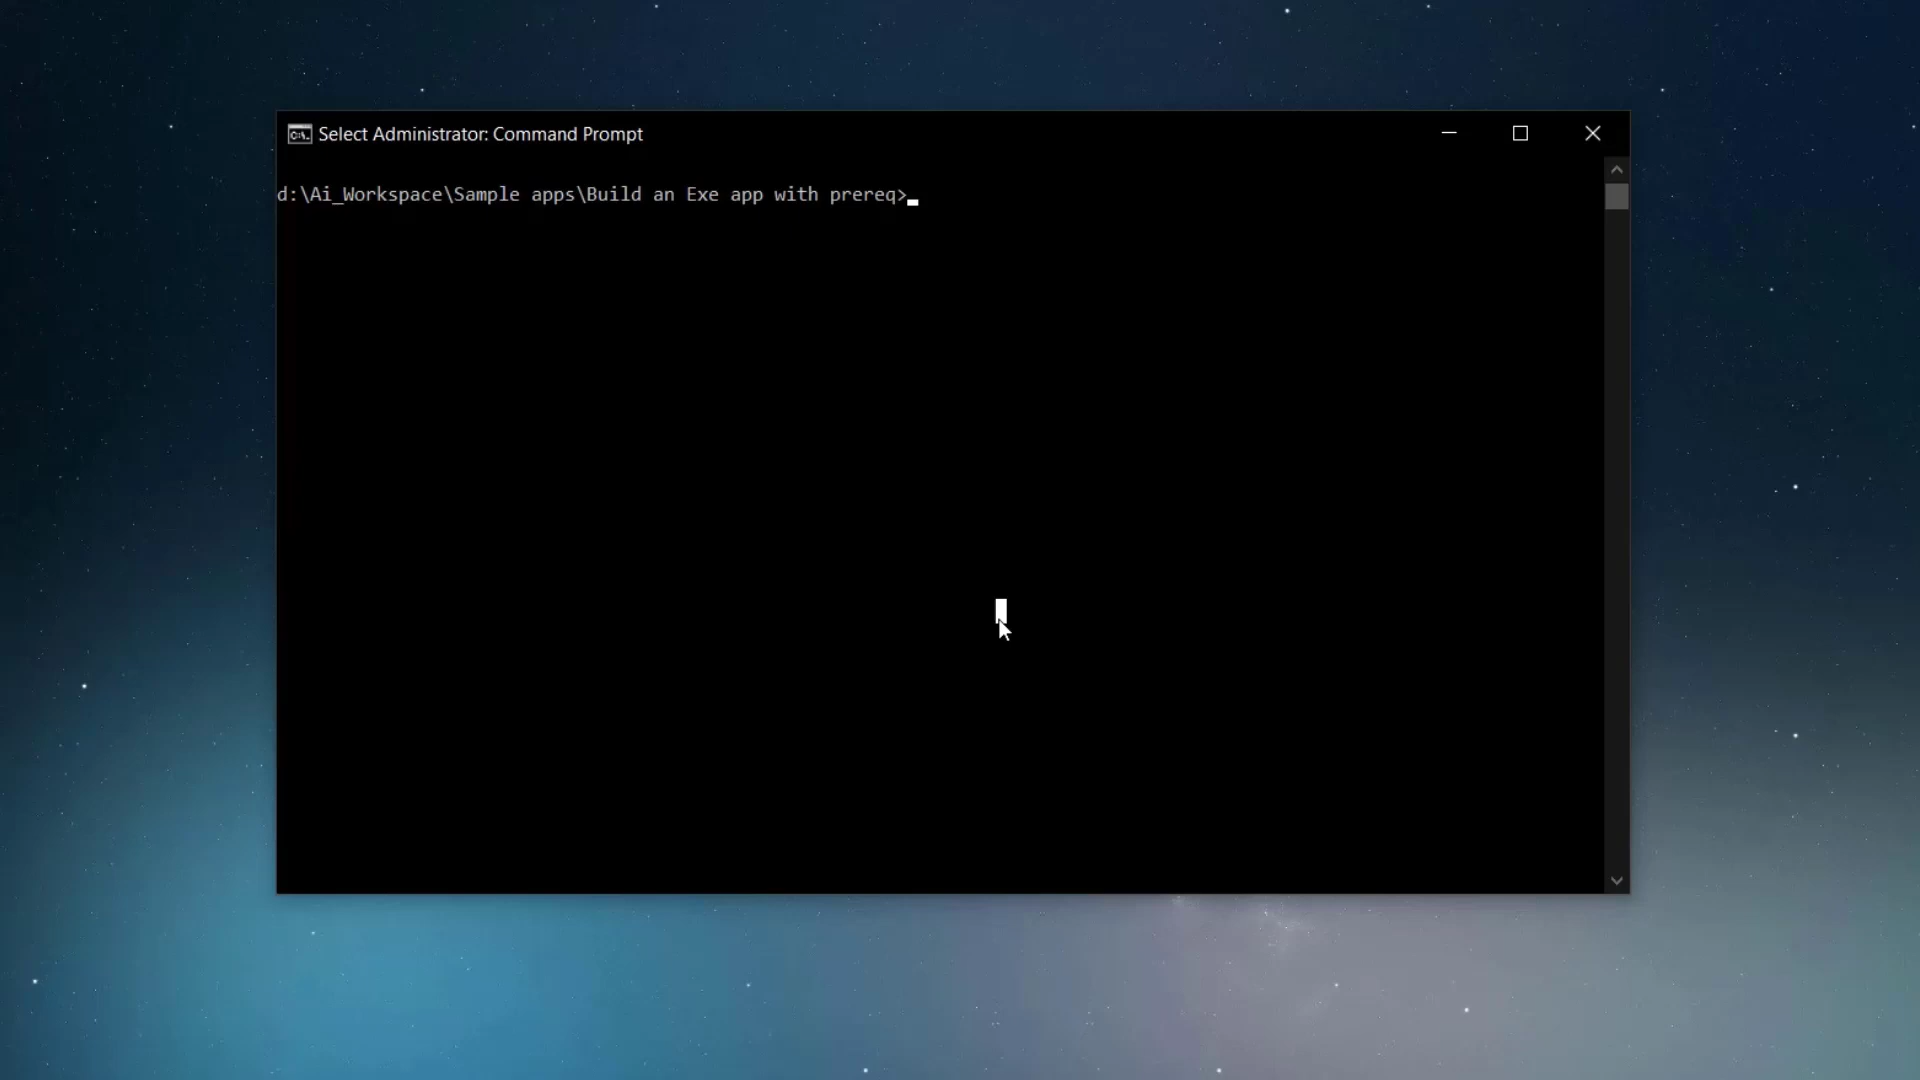 Select Administrator: Command Prompt
d:\Ai_Workspace\Sample apps\Build an Exe app with prereq>